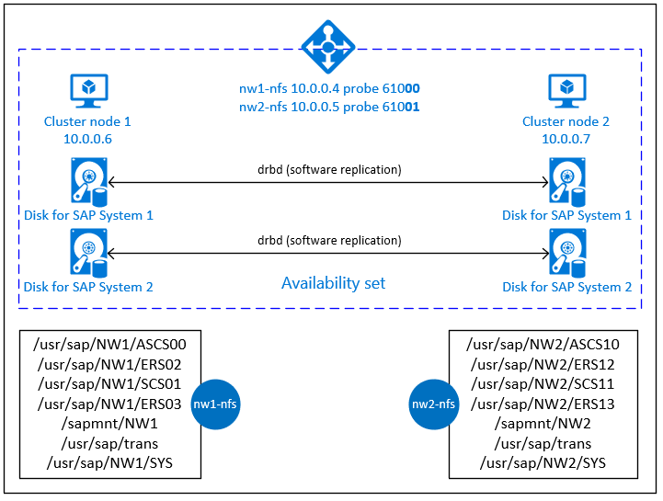 nw1-nfs 10.0.0.4 probe 61000
nw2-nfs 10.0.0.5 probe 61001
Cluster node 1
10.0.0.6
Cluster node 2
10.0.0.7
drbd (software replication)
Disk for SAP System 1
Disk for SAP System 1
drbd (software replication)
Disk for SAP System 2
Disk for SAP System 2
Availability set
/usr/sap/NW1/ASCS00
/usr/sap/NW1/ERS02
/usr/sap/NW1/SCS01
/usr/sap/NW1/ERS03
/sapmnt/NW1
/usr/sap/trans
/usr/sap/NW1/SYS
nw1-nfs
nw2-nfs
/usr/sap/NW2/ASCS10
/usr/sap/NW2/ERS12
/usr/sap/NW2/SCS11
/usr/sap/NW2/ERS13
/sapmnt/NW2
/usr/sap/trans
/usr/sap/NW2/SYS